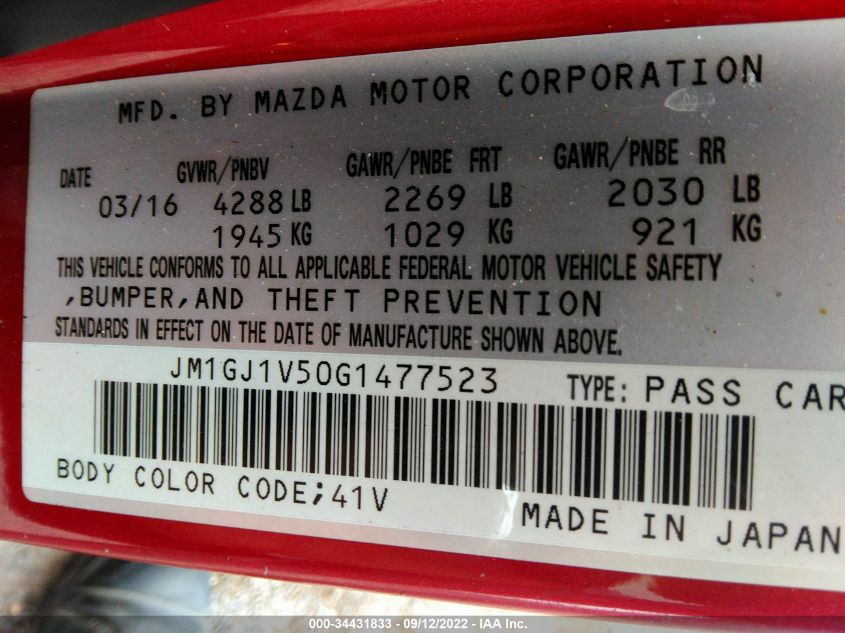 MFD. BY MAZDA MOTOR CORPORATION
DATE GVWR/PNBV GAWR/PNBE FRT GAWR/PNBE RR
03/16 4288 LB 2269 LB 2030 LB
1945 KG 1029 KG 921 KG
THIS VEHICLE CONFORMS TO ALL APPLICABLE FEDERAL MOTOR VEHICLE SAFETY
,BUMPER,AND THEFT PREVENTION
STANDARDS IN EFFECT ON THE DATE OF MANUFACTURE SHOWN ABOVE.
JM1GJ1V50G1477523 TYPE: PASS CAR
BODY COLOR CODE;41V
MADE IN JAPAN
000-34431833 - 09/12/2022 - IAA Inc.